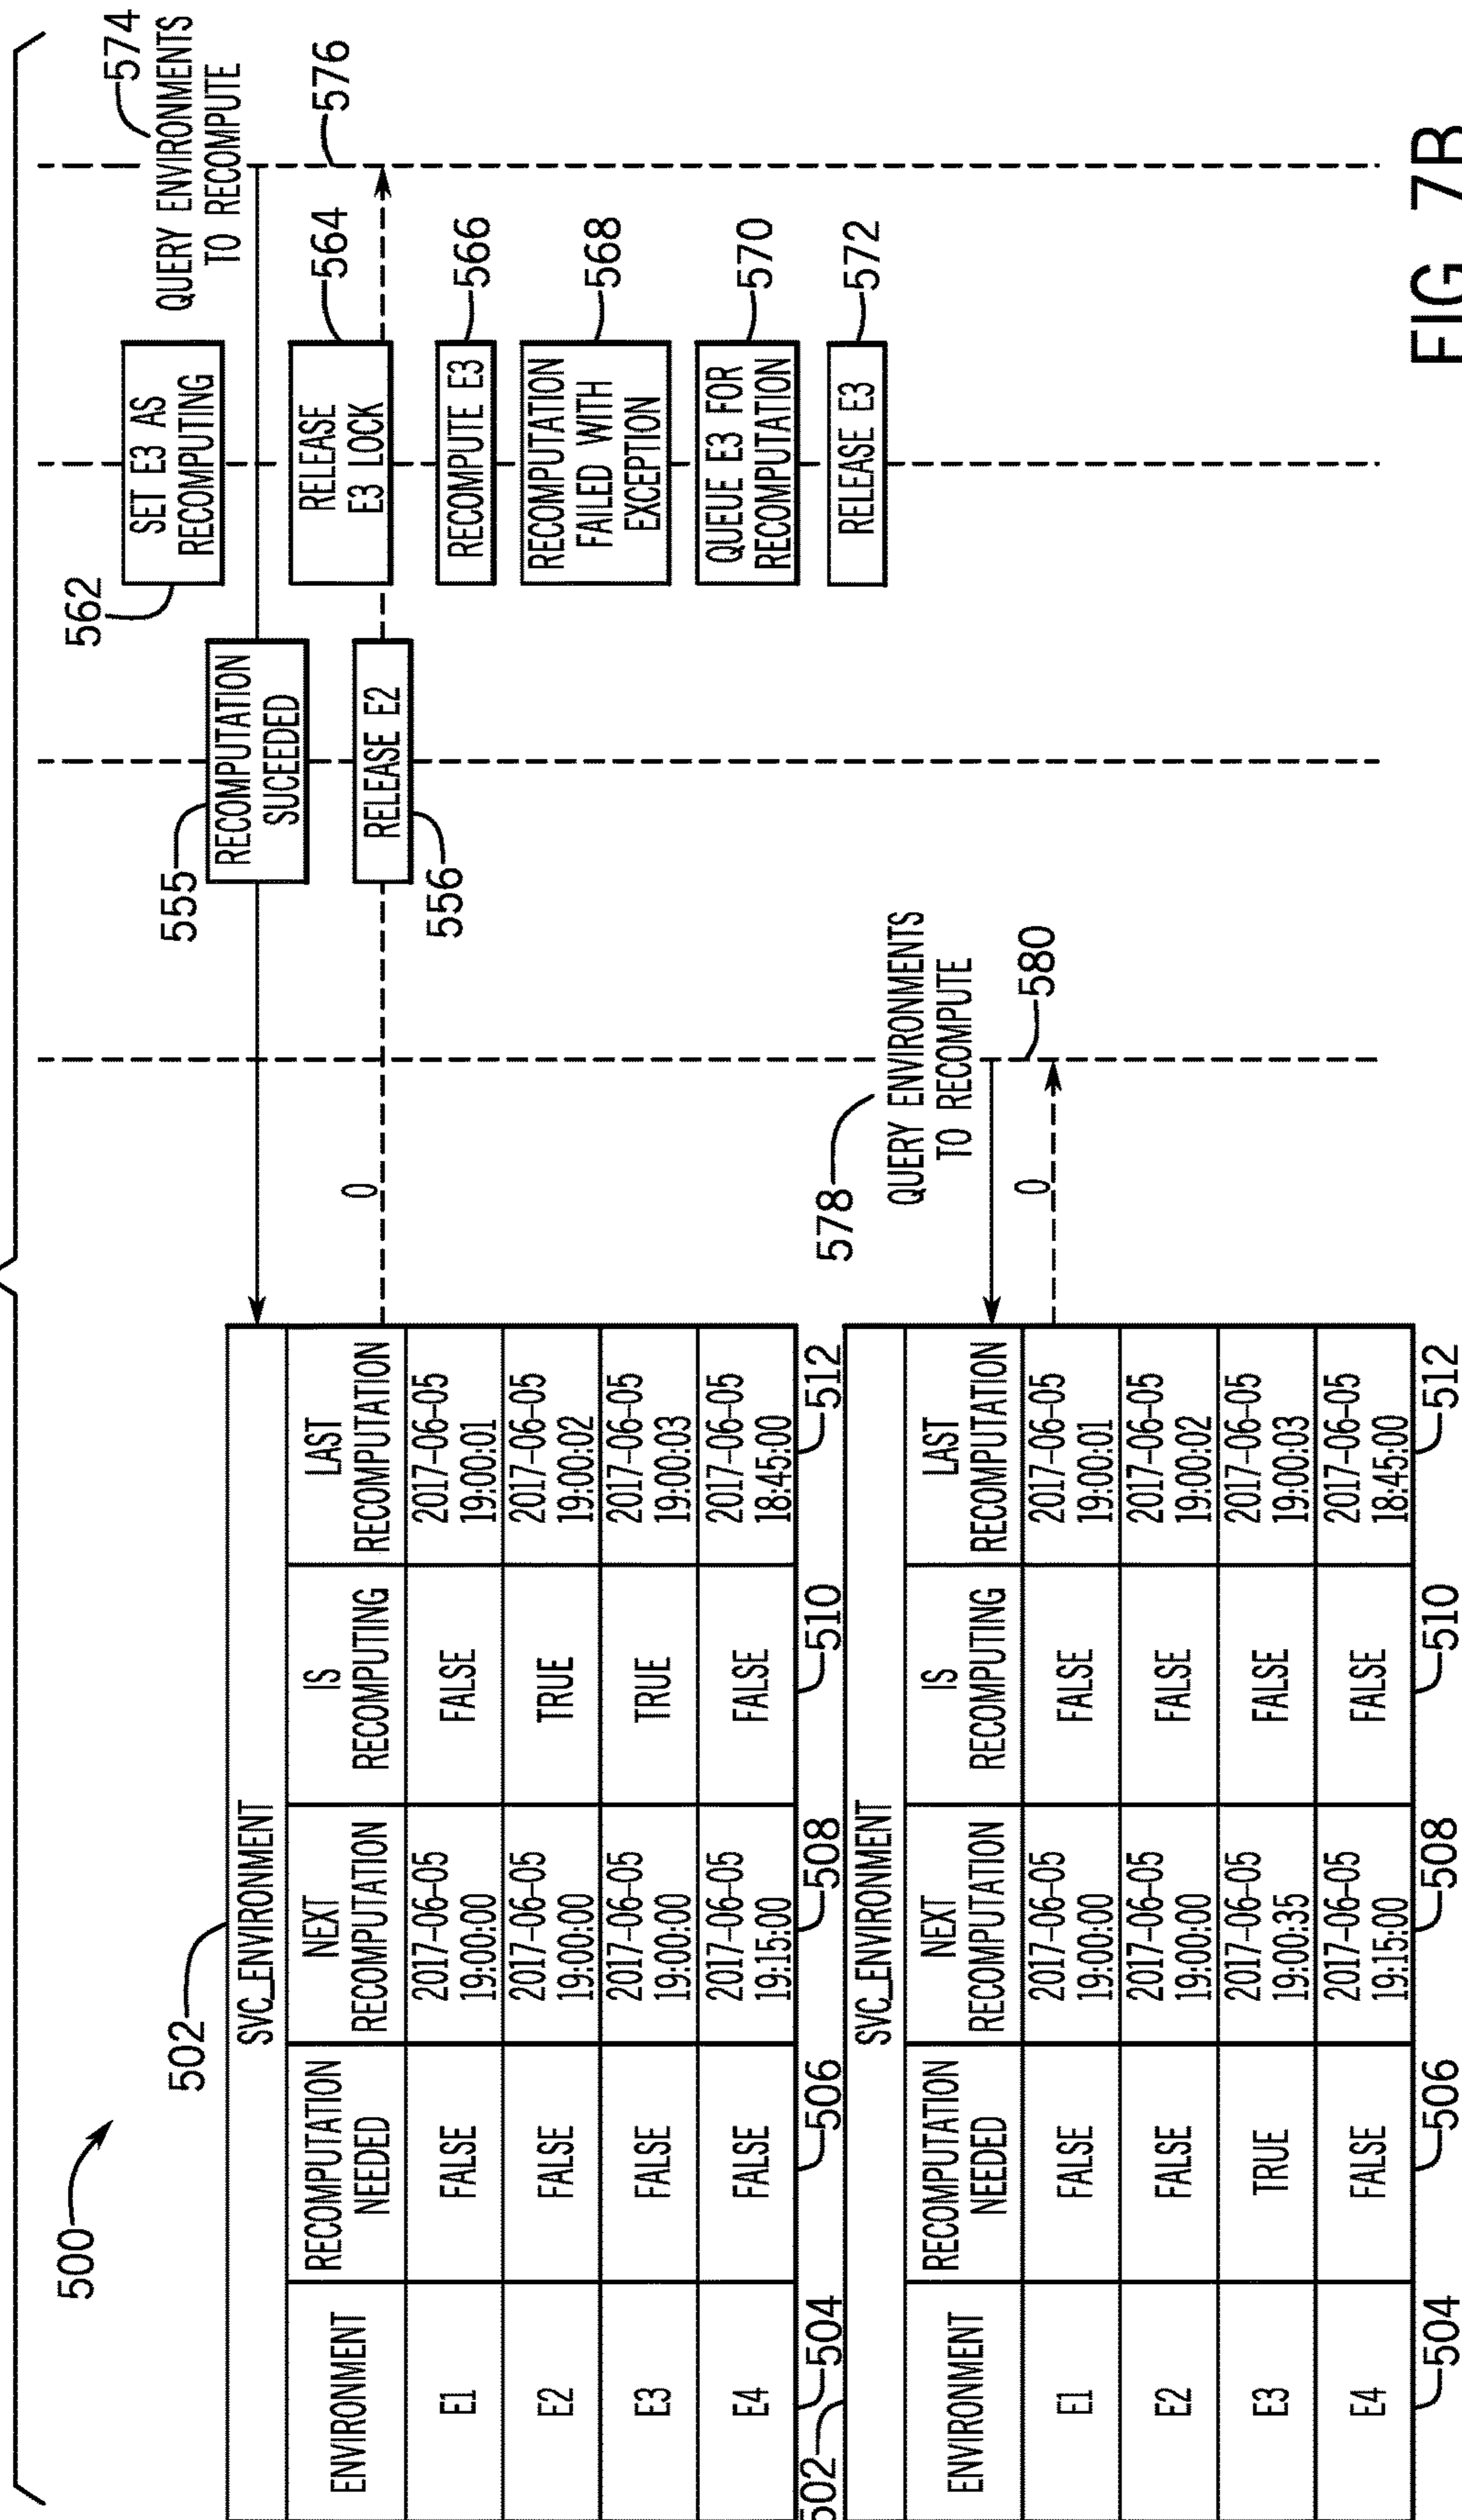 500
502
SVC_ENVIRONMENT
ENVIRONMENT
RECOMPUTATION
NEEDED
NEXT
RECOMPUTATION
IS
RECOMPUTING
LAST
RECOMPUTATION
E1
FALSE
2017-06-05
19:00:00
FALSE
2017-06-05
19:00:01
E2
FALSE
2017-06-05
19:00:00
TRUE
2017-06-05
19:00:02
E3
FALSE
2017-06-05
19:00:00
TRUE
2017-06-05
19:00:03
E4
FALSE
2017-06-05
19:15:00
FALSE
2017-06-05
18:45:00
504
506
508
510
512
562
SET E3 AS
RECOMPUTING
574
QUERY ENVIRONMENTS
TO RECOMPUTE
555
RECOMPUTATION
SUCEEDED
564
RELEASE
E3 LOCK
576
0
RELEASE E2
556
RECOMPUTE E3
566
RECOMPUTATION
FAILED WITH
EXCEPTION
568
QUEUE E3 FOR
RECOMPUTATION
570
RELEASE E3
572
502
SVC_ENVIRONMENT
ENVIRONMENT
RECOMPUTATION
NEEDED
NEXT
RECOMPUTATION
IS
RECOMPUTING
LAST
RECOMPUTATION
E1
FALSE
2017-06-05
19:00:00
FALSE
2017-06-05
19:00:01
E2
FALSE
2017-06-05
19:00:00
FALSE
2017-06-05
19:00:02
E3
TRUE
2017-06-05
19:00:35
FALSE
2017-06-05
19:00:03
E4
FALSE
2017-06-05
19:15:00
FALSE
2017-06-05
18:45:00
504
506
508
510
512
578
QUERY ENVIRONMENTS
TO RECOMPUTE
0
580
FIG. 7B